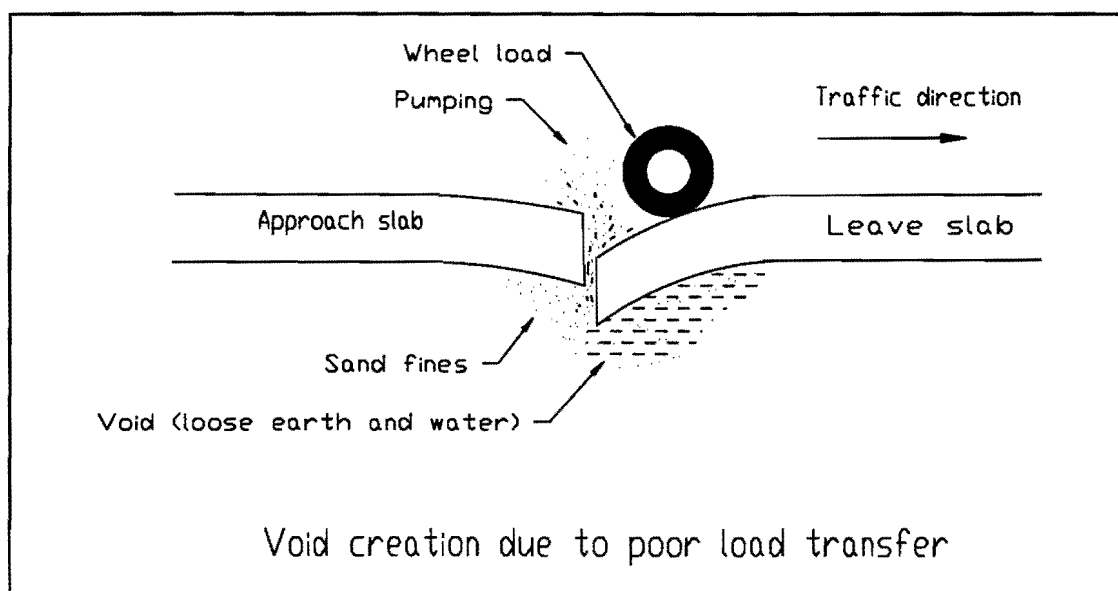 Wheel load
Pumping
Traffic direction
Approach slab
Leave slab
Sand fines
Void (loose earth and water)
Void creation due to poor load transfer